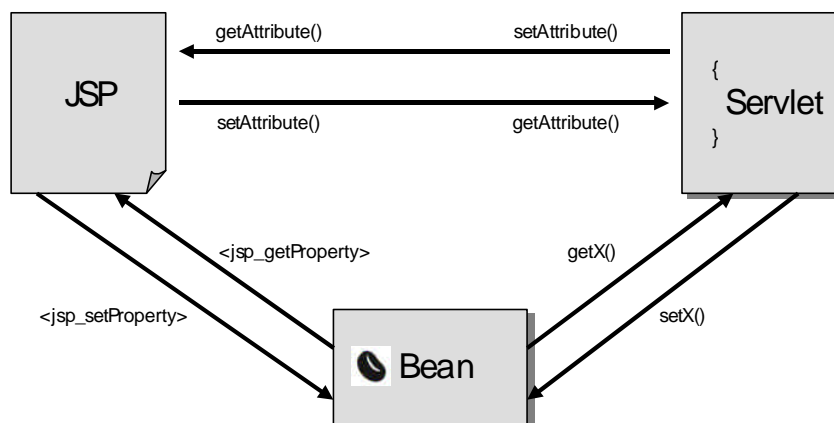 getAttribute() setAttribute()
JSP
{
Servlet
}
setAttribute() getAttribute()
<jsp_getProperty> getX()
<jsp_setProperty> setX()
Bean